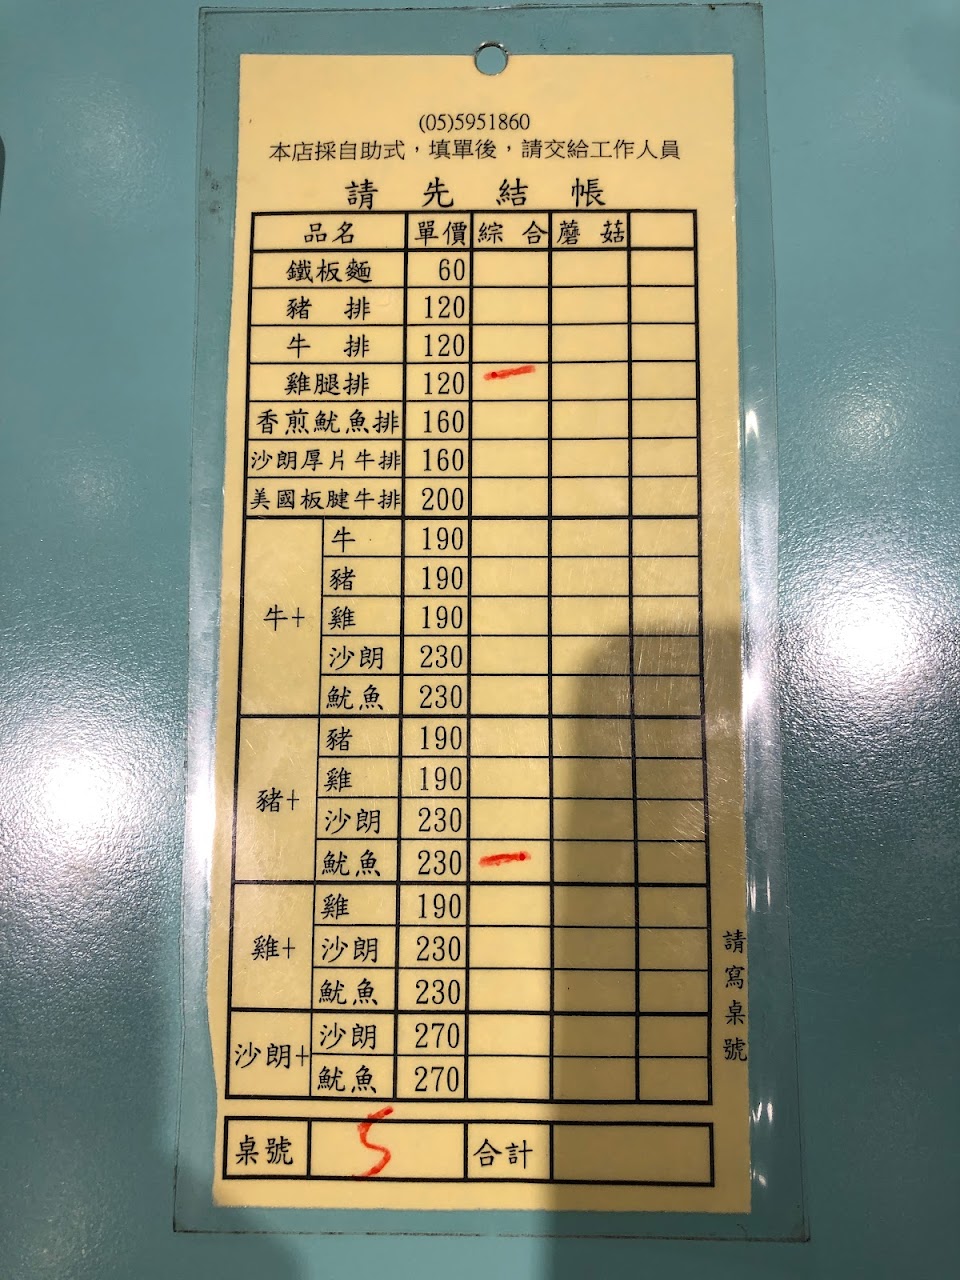 (05)5951860
本店採自助式,填單後,請交給工作人員
請先結帳
品名 單價 綜合 蘑菇
鐵板麵 60
豬排 120
牛排 120
雞腿排 120 一
香煎魷魚排 160
沙朗厚片牛排 160
美國板腱牛排 200
牛+
牛 190
豬 190
雞 190
沙朗 230
魷魚 230
豬+
豬 190
雞 190
沙朗 230
魷魚 230 一
雞+
雞 190
沙朗 230
魷魚 230
沙朗+
沙朗 270
魷魚 270
請寫桌號
桌號 5 合計